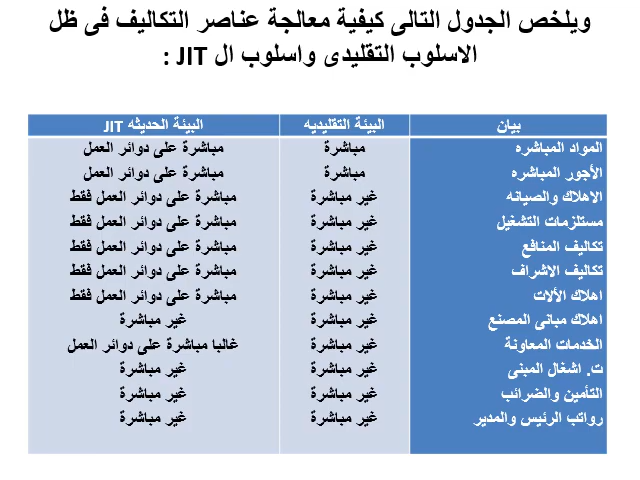 ويلخص الجدول التالى كيفية معالجة عناصر التكاليف فى ظل
الاسلوب التقليدى واسلوب ال JIT :
بيان البيئة التقليديه البيئة الحديثه JIT
المواد المباشره مباشرة مباشرة على دوائر العمل
الأجور المباشره مباشرة مباشرة على دوائر العمل
الاهلاك والصيانه غير مباشرة مباشرة على دوائر العمل فقط
مستلزمات التشغيل غير مباشرة مباشرة على دوائر العمل فقط
تكاليف المنافع غير مباشرة مباشرة على دوائر العمل فقط
تكاليف الاشراف غير مباشرة مباشرة على دوائر العمل فقط
اهلاك الألات غير مباشرة مباشرة على دوائر العمل فقط
اهلاك مبانى المصنع غير مباشرة غير مباشرة
الخدمات المعاونة غير مباشرة غالبا مباشرة على دوائر العمل
ت. اشغال المبنى غير مباشرة غير مباشرة
التأمين والضرائب غير مباشرة غير مباشرة
رواتب الرئيس والمدير غير مباشرة غير مباشرة